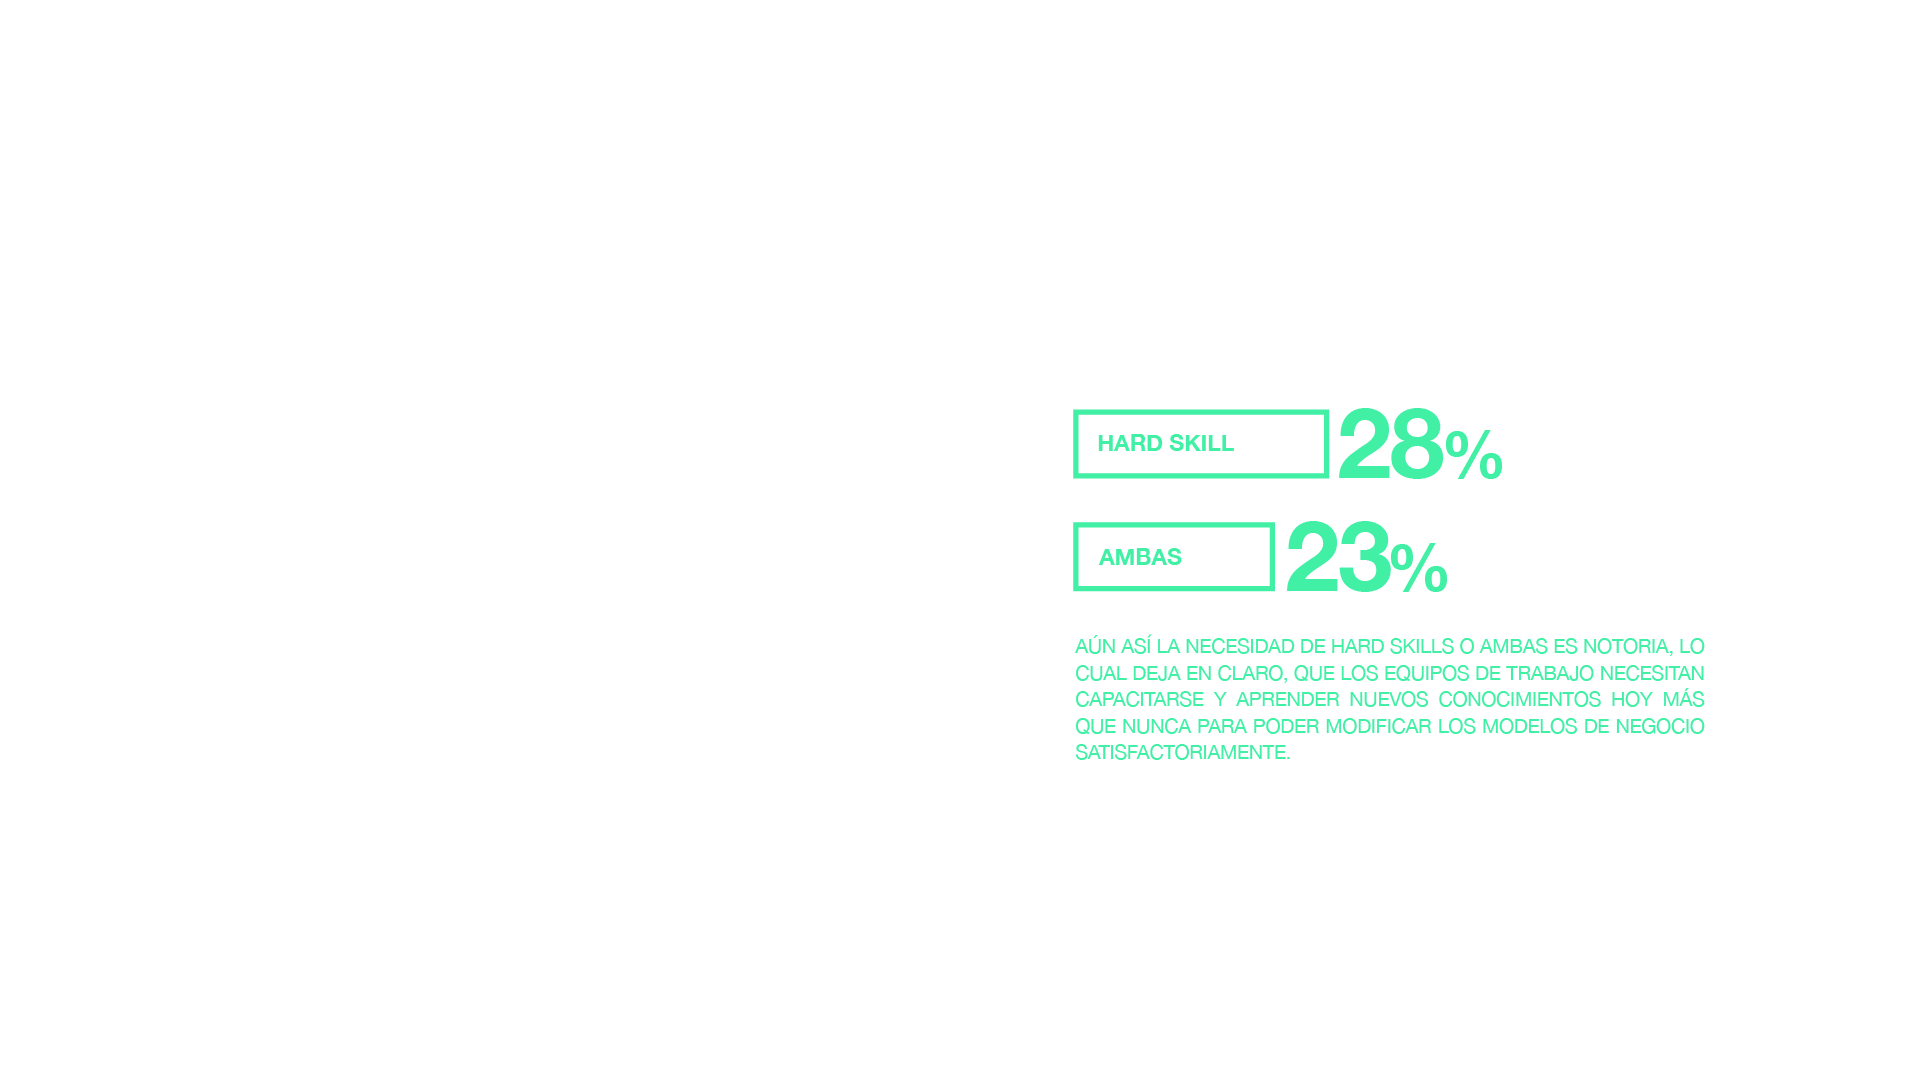 HARD SKILL 28%
AMBAS 23%
AÚN ASÍ LA NECESIDAD DE HARD SKILLS O AMBAS ES NOTORIA, LO
CUAL DEJA EN CLARO, QUE LOS EQUIPOS DE TRABAJO NECESITAN
CAPACITARSE Y APRENDER NUEVOS CONOCIMIENTOS HOY MÁS
QUE NUNCA PARA PODER MODIFICAR LOS MODELOS DE NEGOCIO
SATISFACTORIAMENTE.